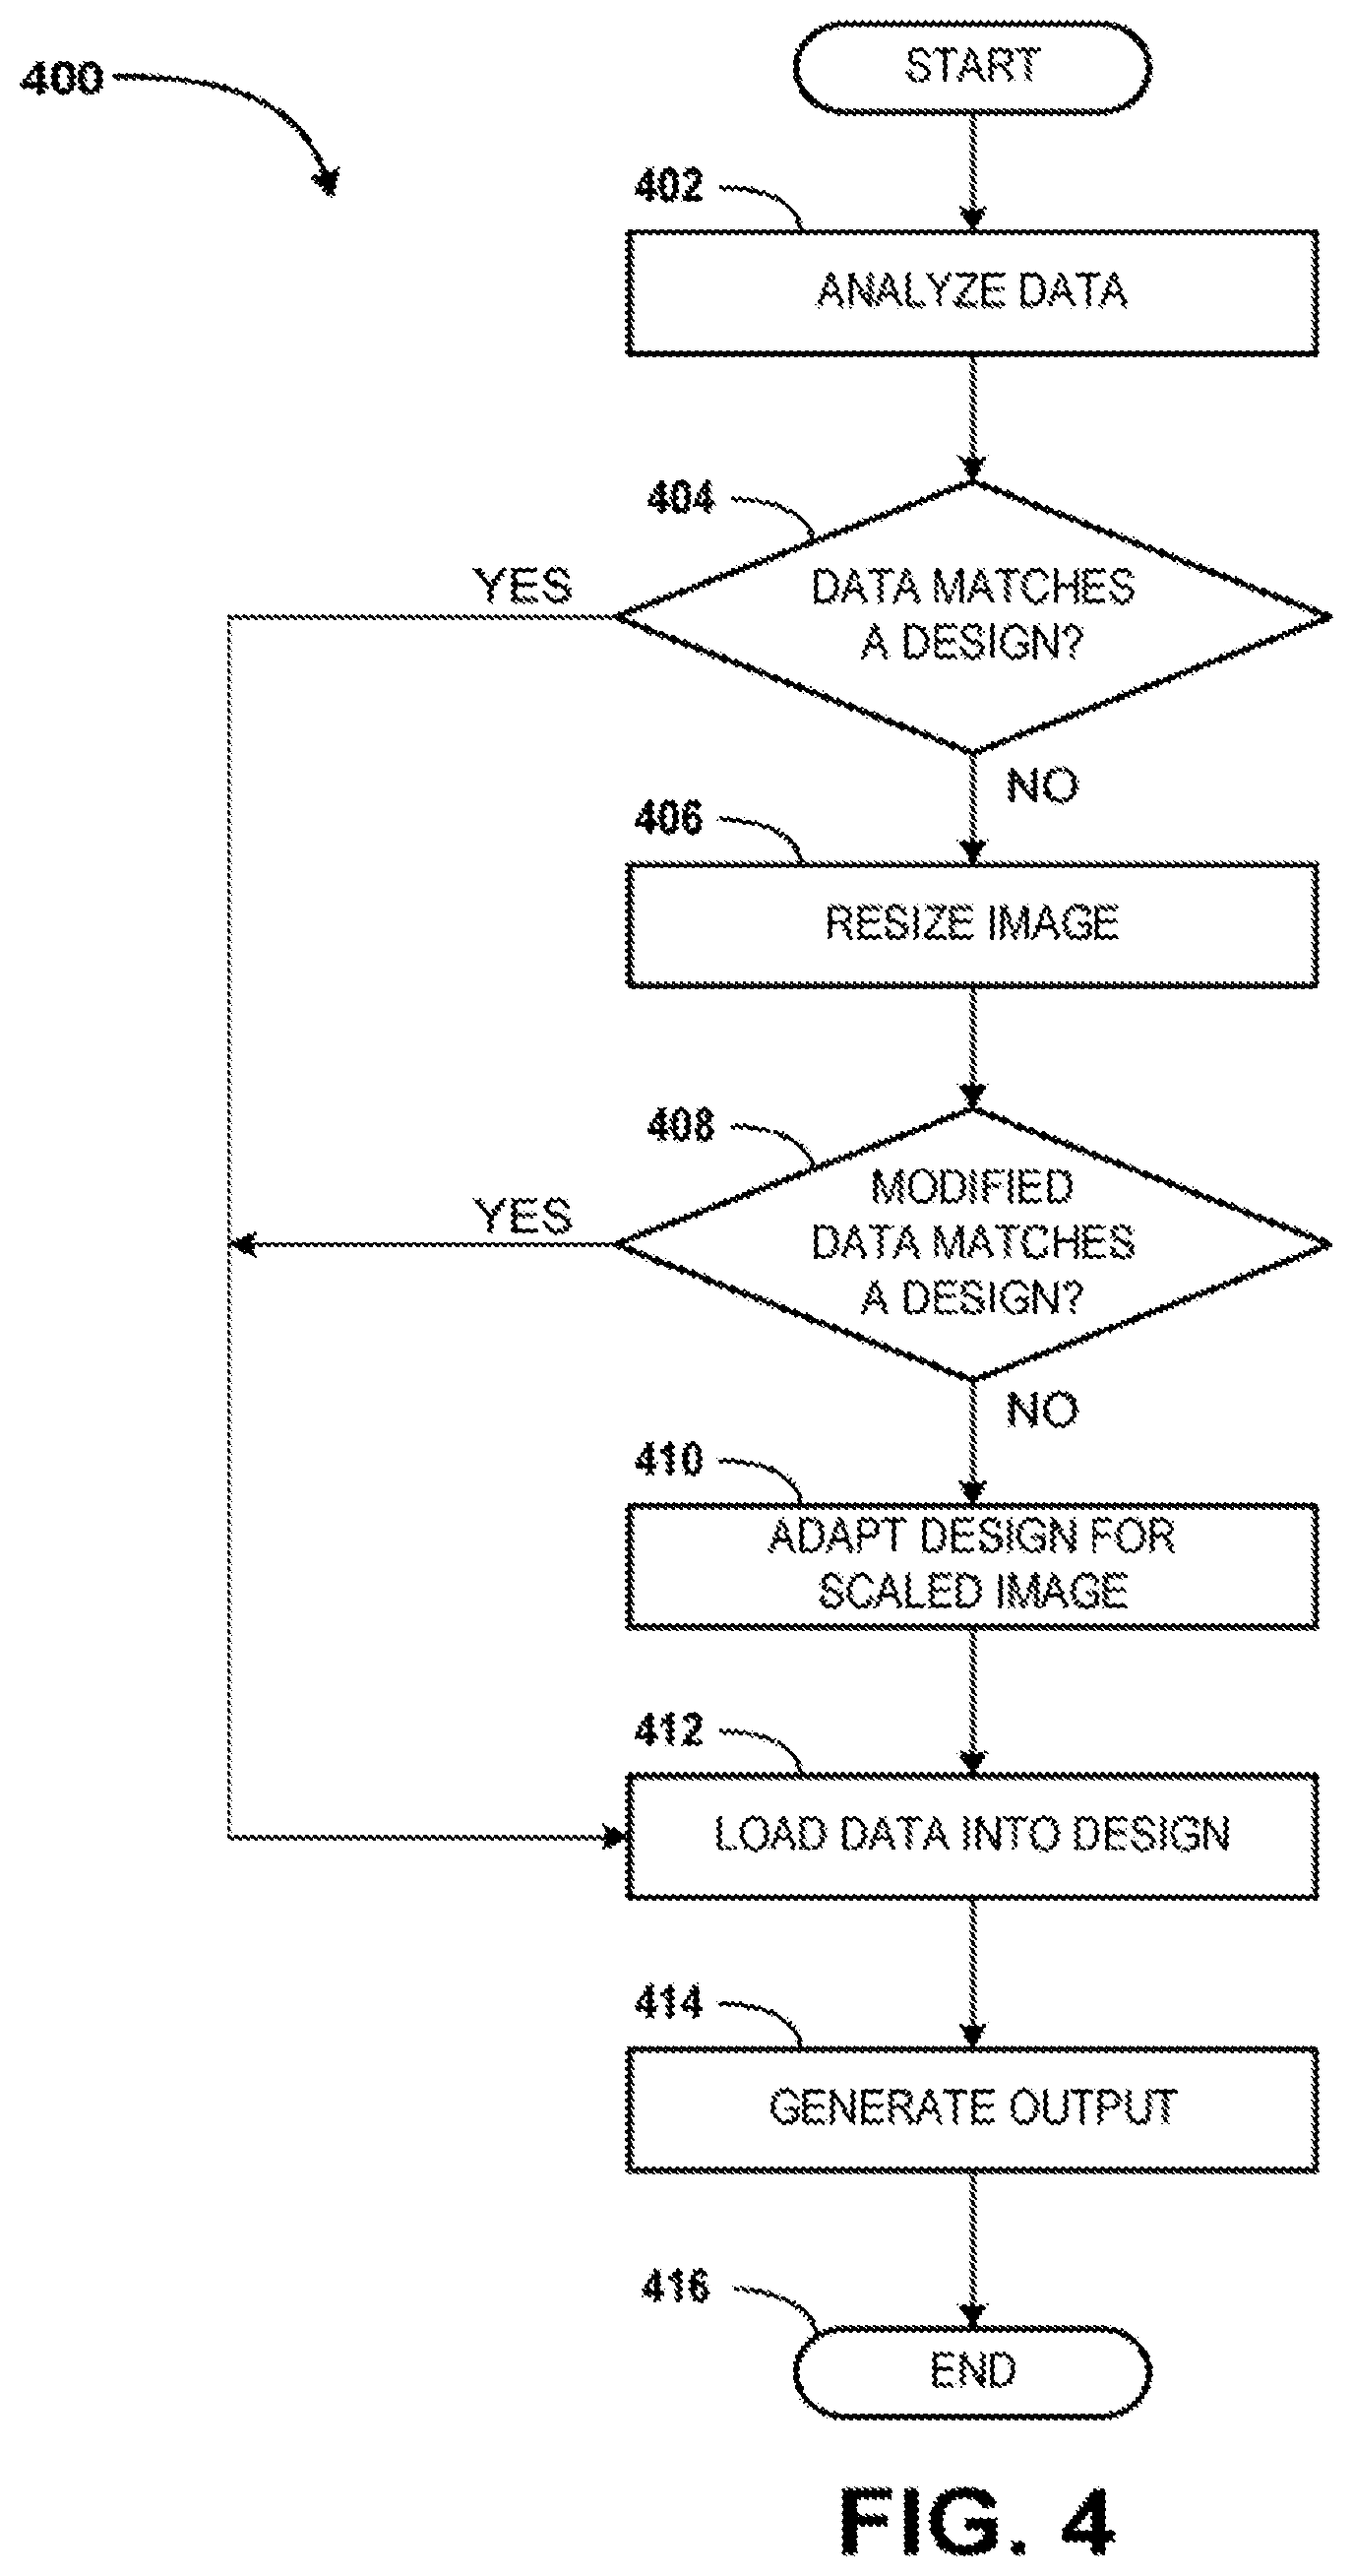 START
400
402
ANALYZE DATA
404
DATA MATCHES
A DESIGN?
YES
NO
406
RESIZE IMAGE
408
MODIFIED
DATA MATCHES
A DESIGN?
YES
NO
410
ADAPT DESIGN FOR
SCALED IMAGE
412
LOAD DATA INTO DESIGN
414
GENERATE OUTPUT
416
END
FIG. 4